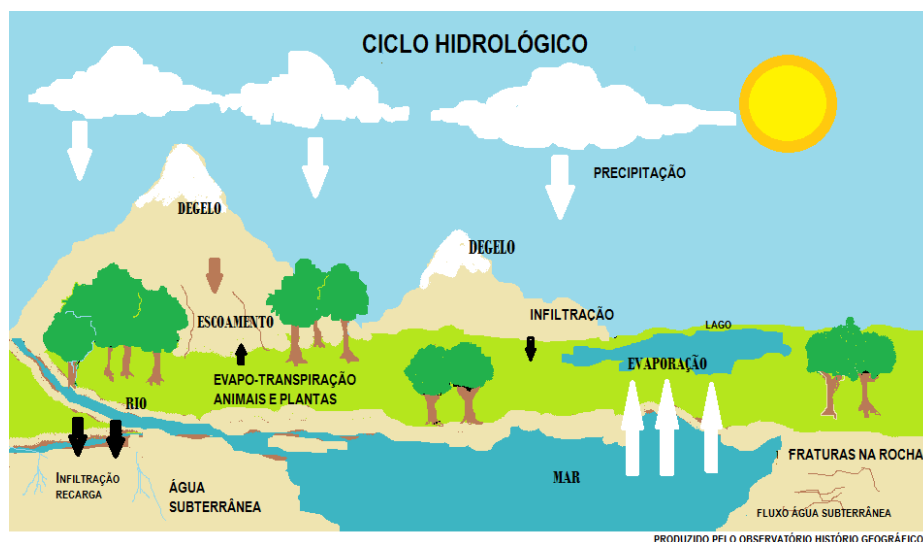 CICLO HIDROLÓGICO
PRECIPITAÇÃO
DEGELO
DEGELO
ESCOAMENTO
INFILTRAÇÃO
LAGO
EVAPORAÇÃO
EVAPO-TRANSPIRAÇÃO
ANIMAIS E PLANTAS
RIO
INFILTRAÇÃO
RECARGA
ÁGUA
SUBTERRÂNEA
MAR
FRATURAS NA ROCHA
FLUXO ÁGUA SUBTERRÂNEA
PRODUZIDO PELO OBSERVATÓRIO HISTÓRIO GEOGRÁFICO